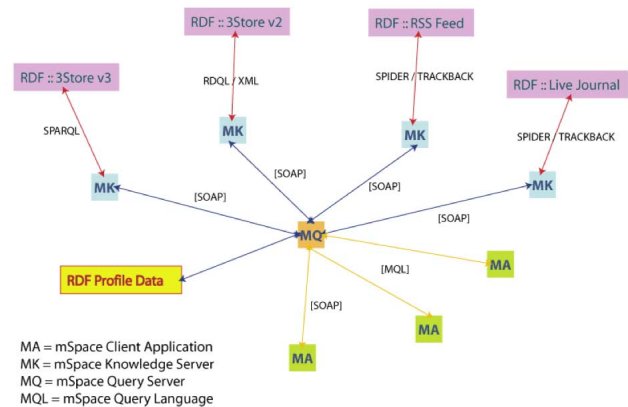 RDF :: 3Store v2
RDF :: RSS Feed
RDF :: 3Store v3
RDF :: Live Journal
RDQL / XML
SPIDER / TRACKBACK
SPARQL
MK
MK
SPIDER / TRACKBACK
MK
MK
[SOAP]
[SOAP]
[SOAP]
[SOAP]
MQ
RDF Profile Data
[MQL]
MA
[SOAP]
MA
MA
MA = mSpace Client Application
MK = mSpace Knowledge Server
MQ = mSpace Query Server
MQL = mSpace Query Language